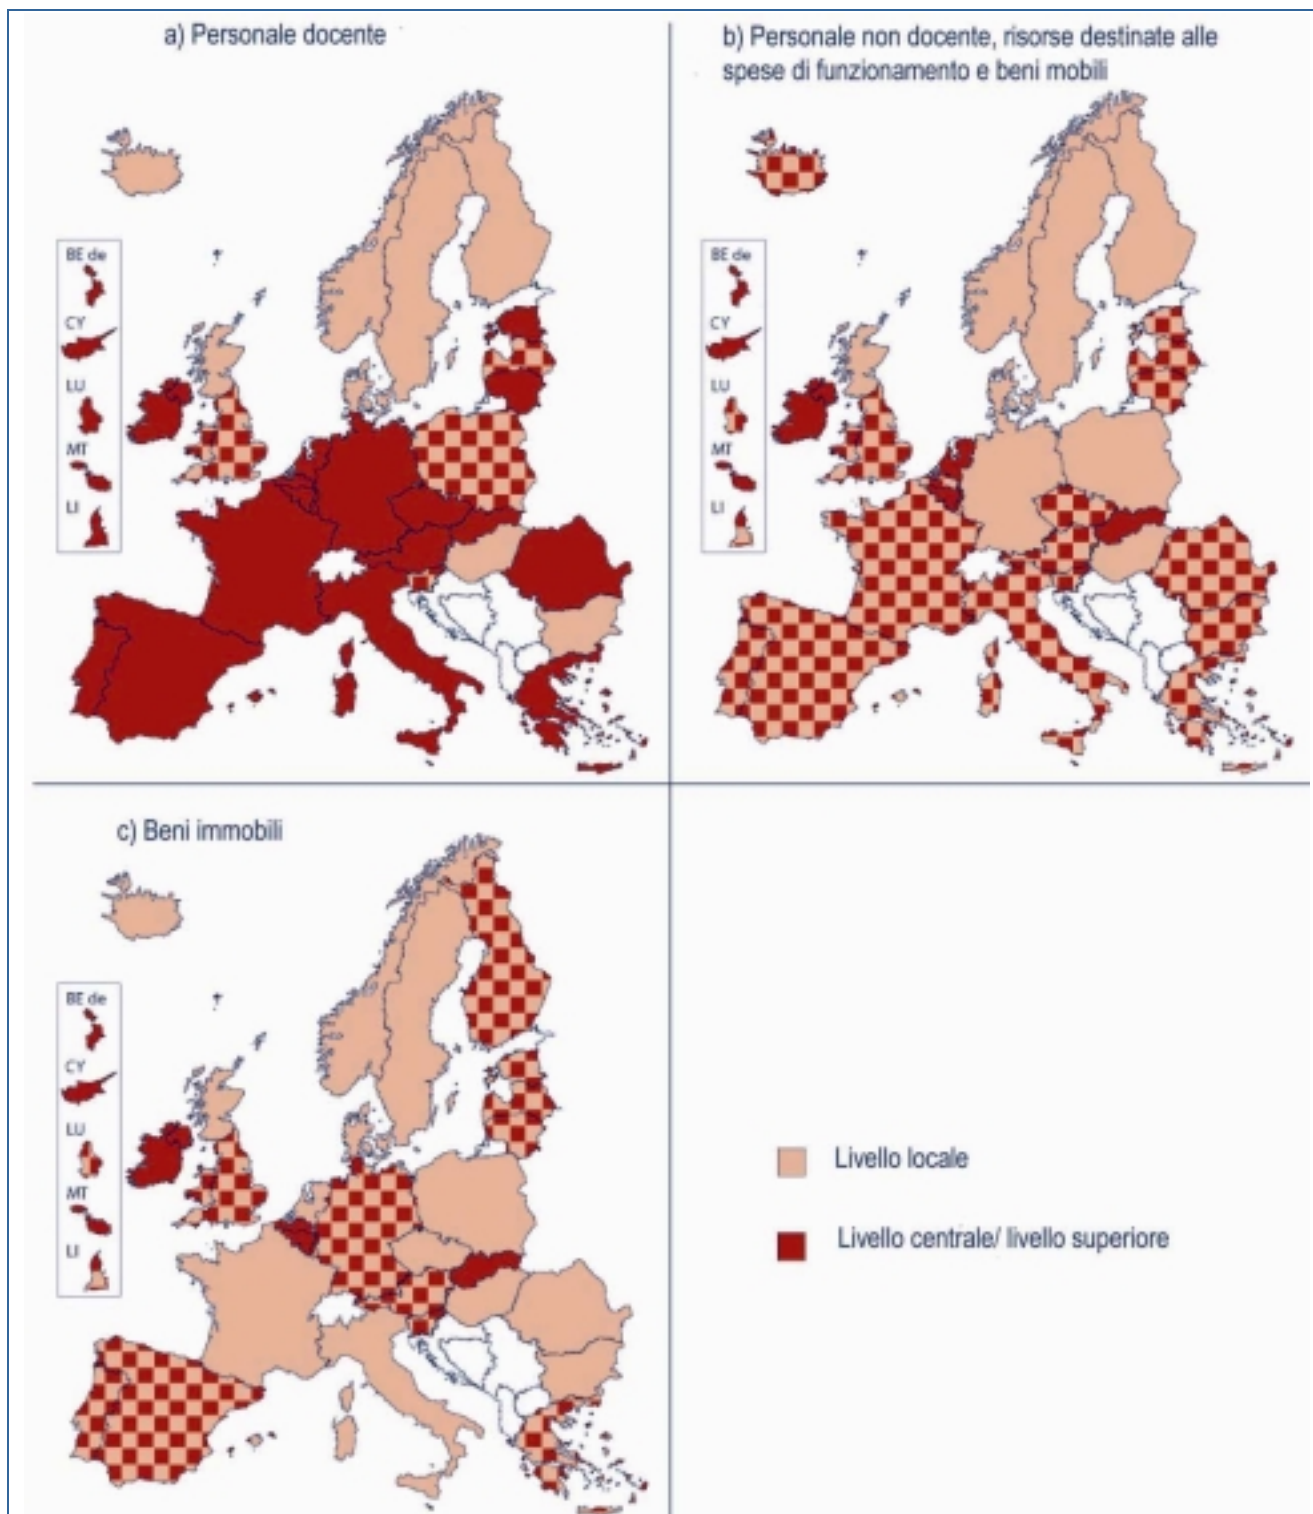 a) Personale docente
b) Personale non docente, risorse destinate alle
spese di funzionamento e beni mobili
BE de
CY
LU
MT
LI
BE de
CY
LU
MT
LI
c) Beni immobili
BE de
CY
LU
MT
LI
Livello locale
Livello centrale/ livello superiore